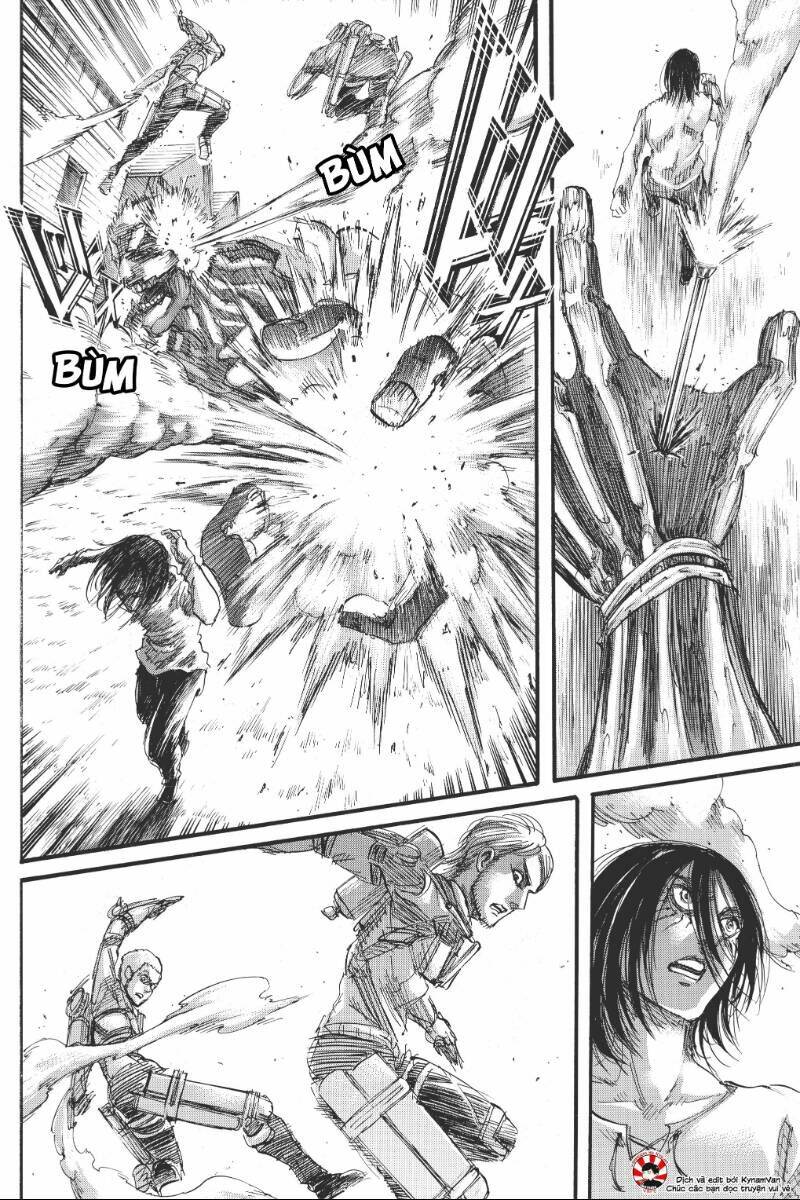 BÙM
BÙM
Dịch và edit bởi KynamVan
Chúc các bạn đọc truyện vui vẻ